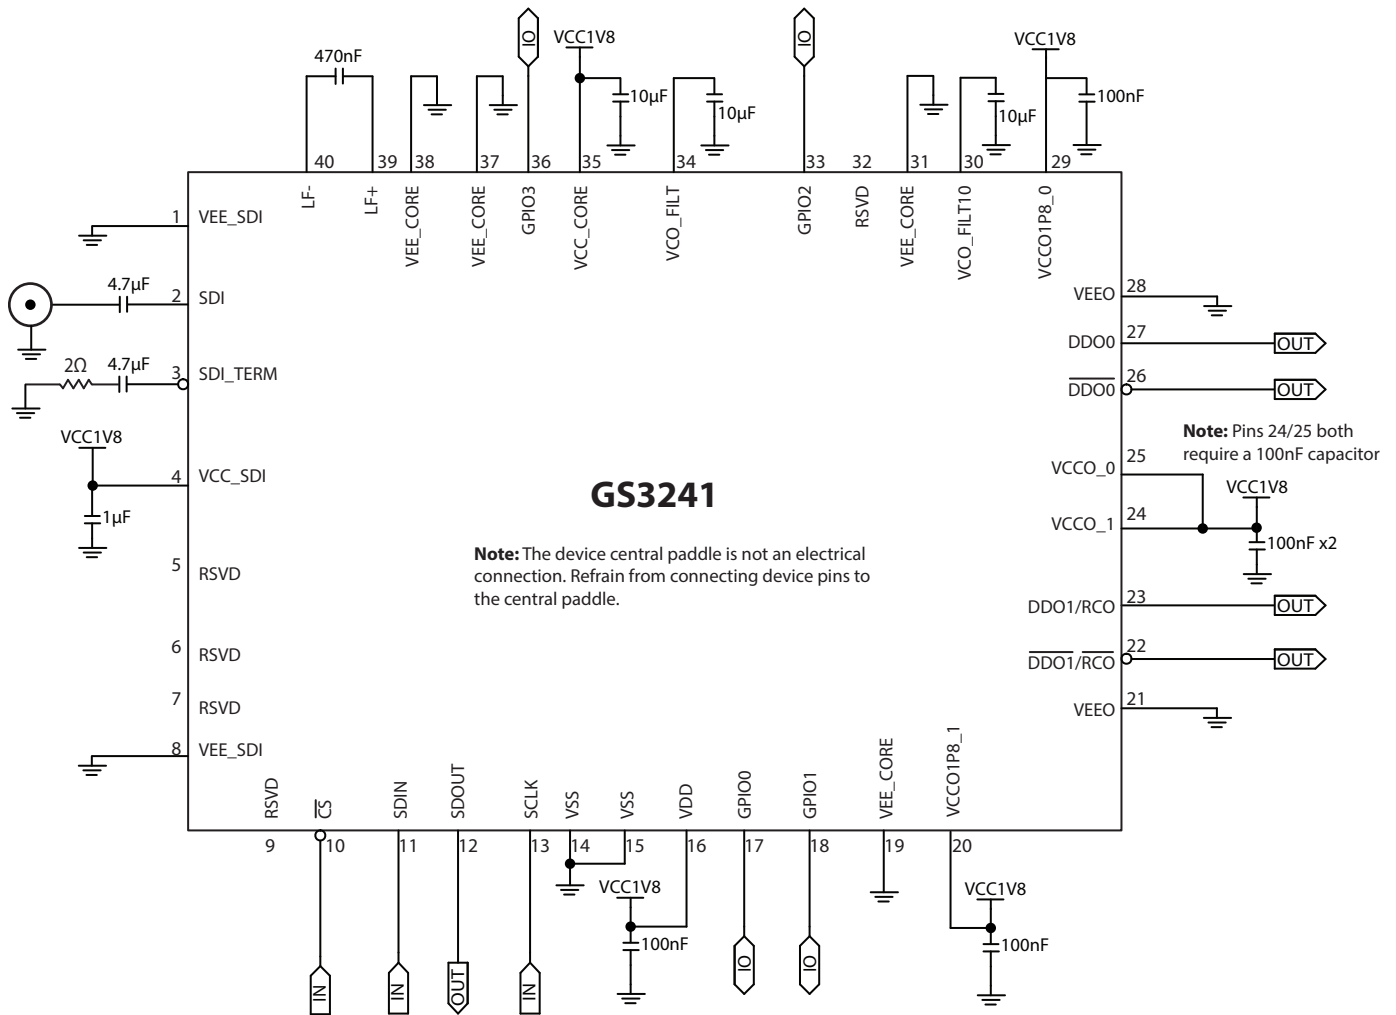 470nF
IO
VCC1V8
10µF
10µF
IO
10µF
VCC1V8
100nF
40
39
38
37
36
35
34
33
32
31
30
29
LF-
LF+
VEE_CORE
VEE_CORE
GPIO3
VCC_CORE
VCO_FILT
GPIO2
RSVD
VEE_CORE
VCO_FILT10
VCCO1P8_0
1 VEE_SDI
4.7µF
2 SDI
2Ω 4.7µF
3 SDI_TERM
VCC1V8
4 VCC_SDI
1µF
5 RSVD
6 RSVD
7 RSVD
8 VEE_SDI
GS3241
Note: The device central paddle is not an electrical
connection. Refrain from connecting device pins to
the central paddle.
VEEO 28
DDO0 27 OUT
DDO0 26 OUT
Note: Pins 24/25 both
require a 100nF capacitor
VCCO_0 25
VCC1V8
VCCO_1 24
100nF x2
DDO1/RCO 23 OUT
DDO1/RCO 22 OUT
VEEO 21
RSVD
CS
SDIN
SDOUT
SCLK
VSS
VSS
VDD
GPIO0
GPIO1
VEE_CORE
VCCO1P8_1
9
10
11
12
13
14
15
16
17
18
19
20
VCC1V8
100nF
VCC1V8
100nF
IN
IN
OUT
IN
IO
IO